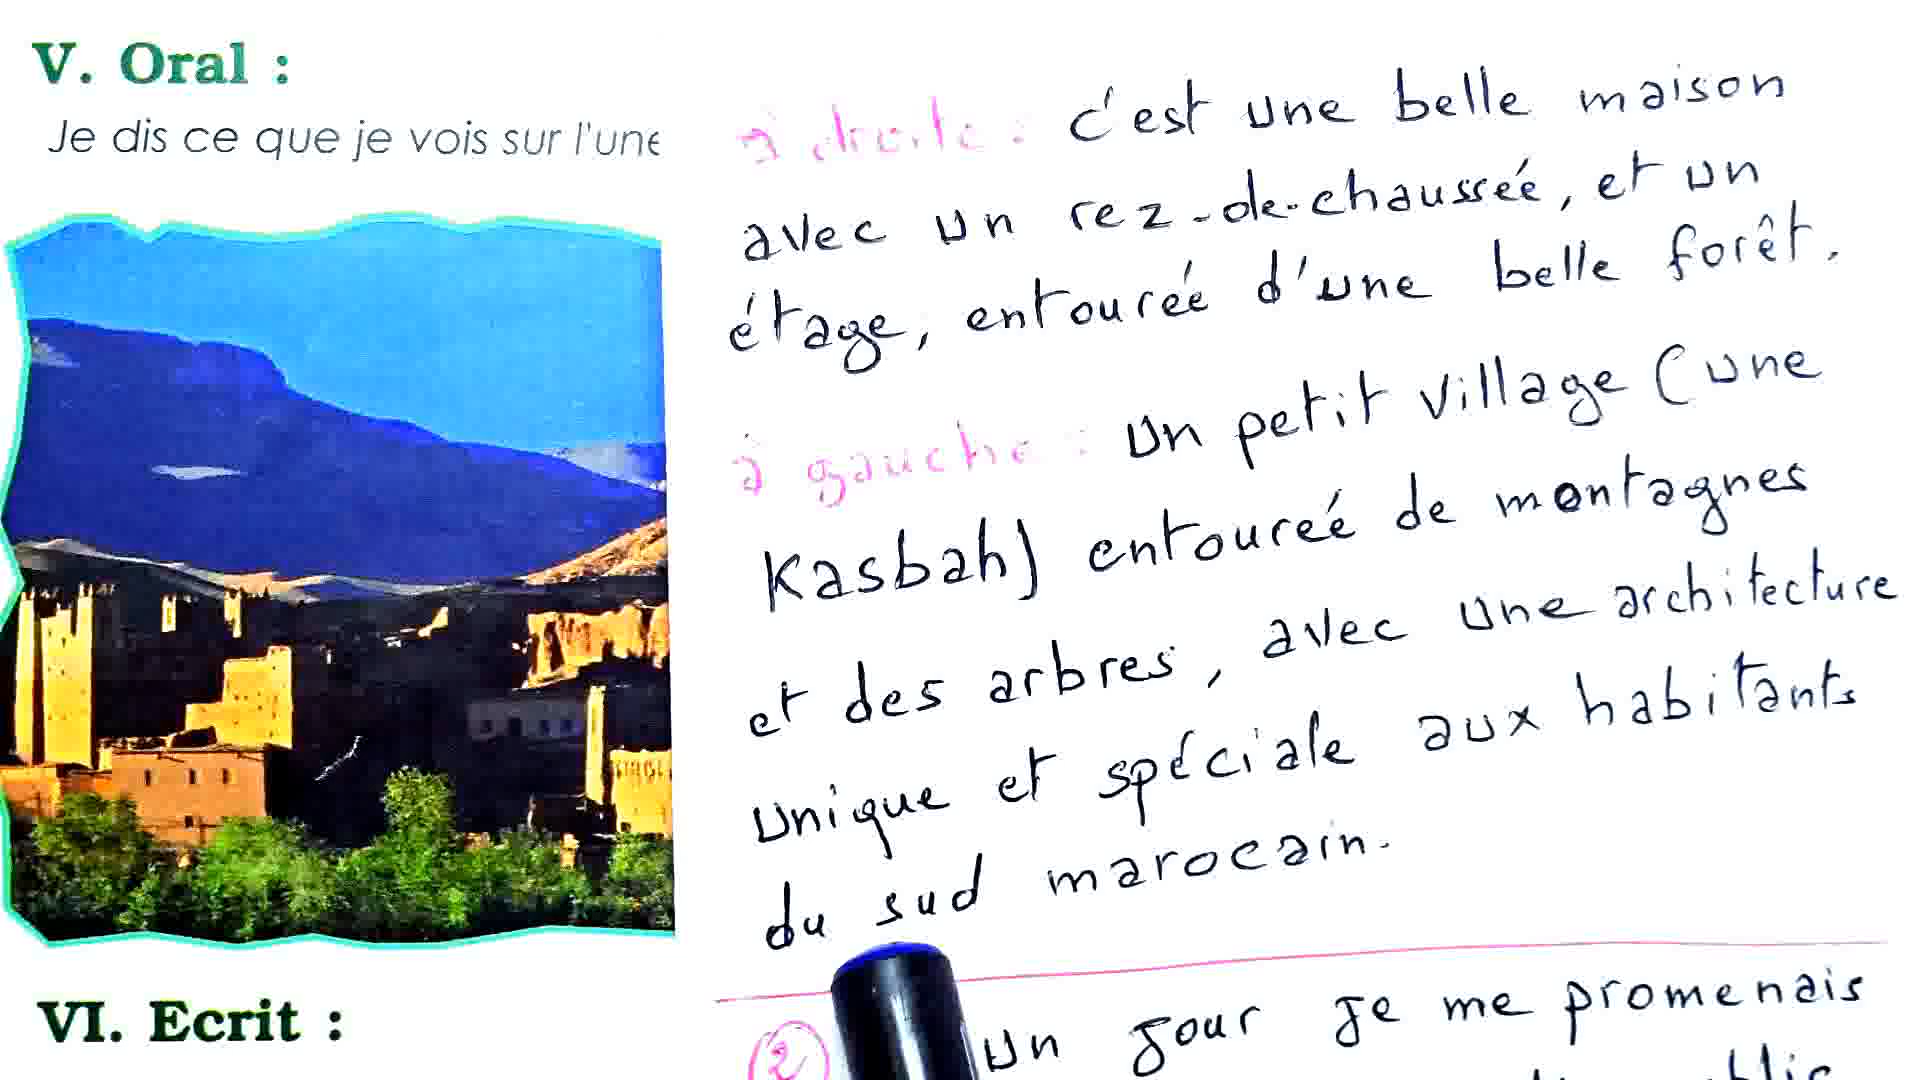 V. Oral :
Je dis ce que je vois sur l'une
à droite : c'est une belle maison
avec un rez-de-chaussée, et un
étage, entourée d'une belle forêt.
à gauche : Un petit village (une
Kasbah) entoureé de montagnes
et des arbres, avec une architecture
unique et spéciale aux habitants
du sud marocain.
VI. Ecrit :
2 Un jour je me promenais